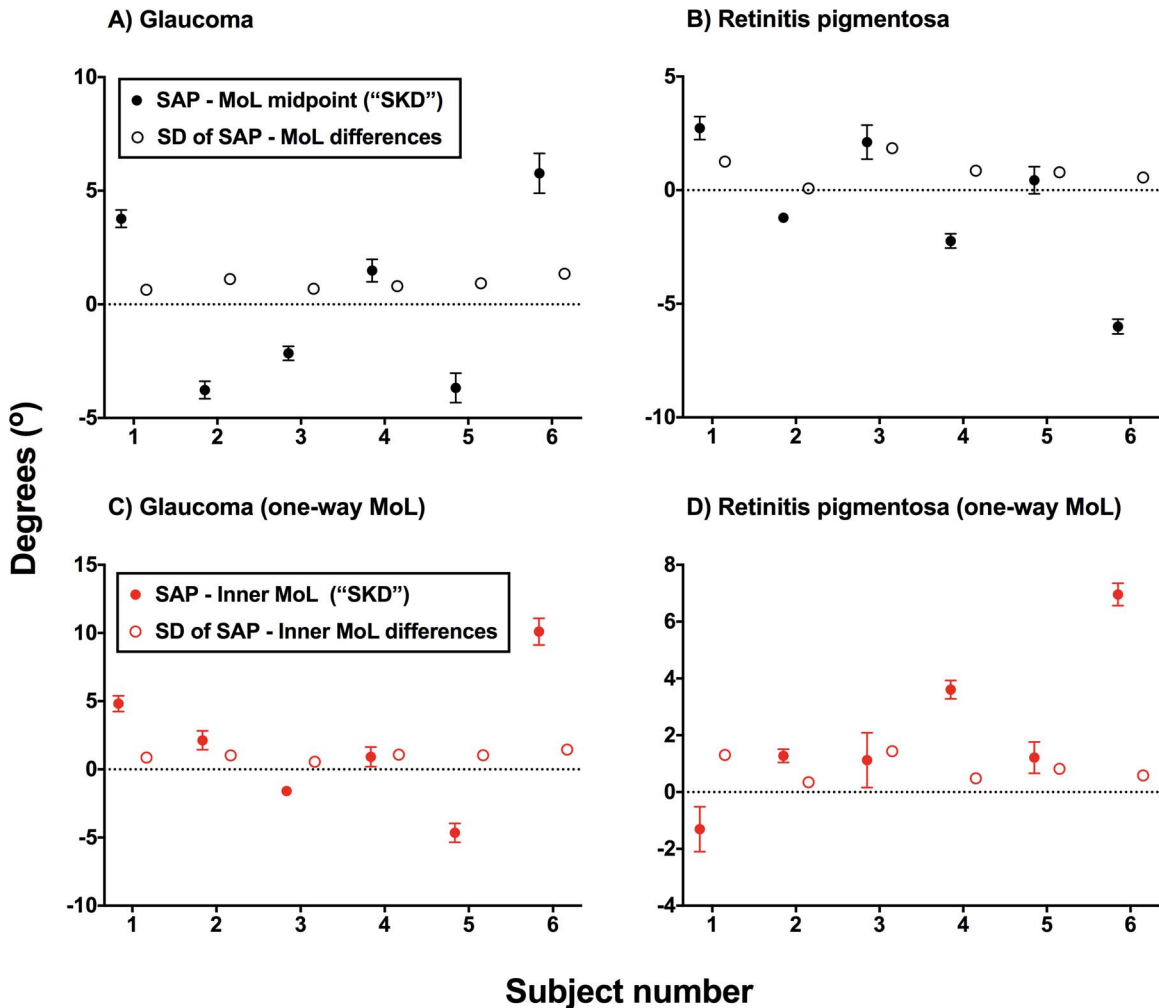 A) Glaucoma
B) Retinitis pigmentosa
SAP - MoL midpoint (“SKD”)
SD of SAP - MoL differences
10
5
0
-5
1 2 3 4 5 6
5
0
-5
-10
1 2 3 4 5 6
Degrees (º)
C) Glaucoma (one-way MoL)
D) Retinitis pigmentosa (one-way MoL)
SAP - Inner MoL (“SKD”)
SD of SAP - Inner MoL differences
15
10
5
0
-5
-10
1 2 3 4 5 6
8
6
4
2
0
-2
-4
1 2 3 4 5 6
Subject number